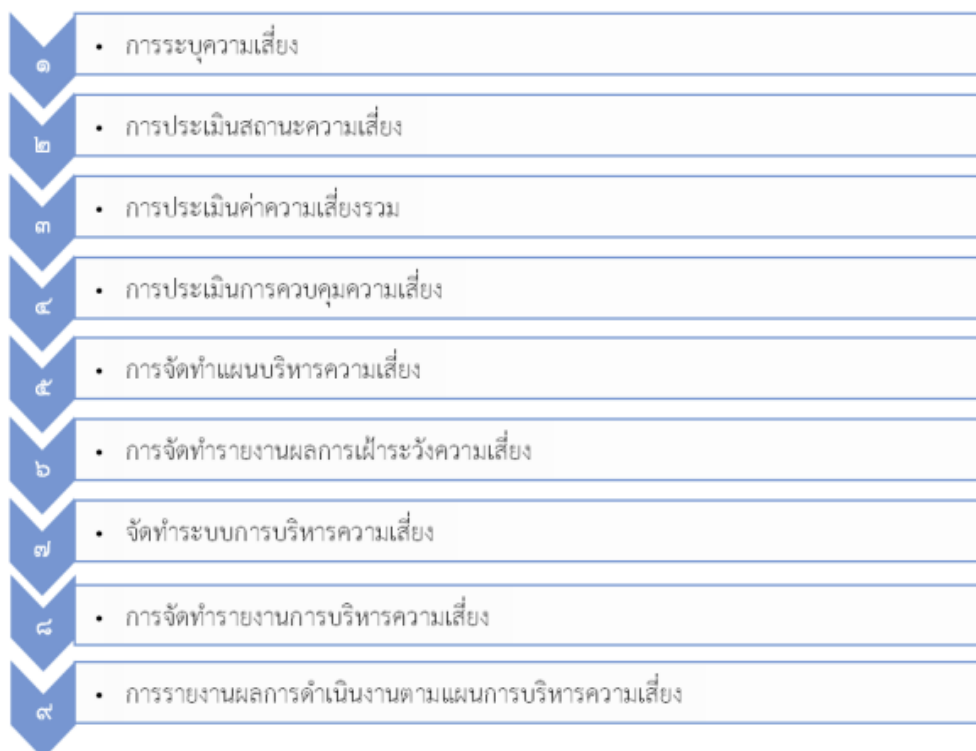 ๑ • การระบุความเสี่ยง
๒ • การประเมินสถานะความเสี่ยง
๓ • การประเมินค่าความเสี่ยงรวม
๔ • การประเมินการควบคุมความเสี่ยง
๕ • การจัดทำแผนบริหารความเสี่ยง
๖ • การจัดทำรายงานผลการเฝ้าระวังความเสี่ยง
๗ • จัดทำระบบการบริหารความเสี่ยง
๘ • การจัดทำรายงานการบริหารความเสี่ยง
๙ • การรายงานผลการดำเนินงานตามแผนการบริหารความเสี่ยง